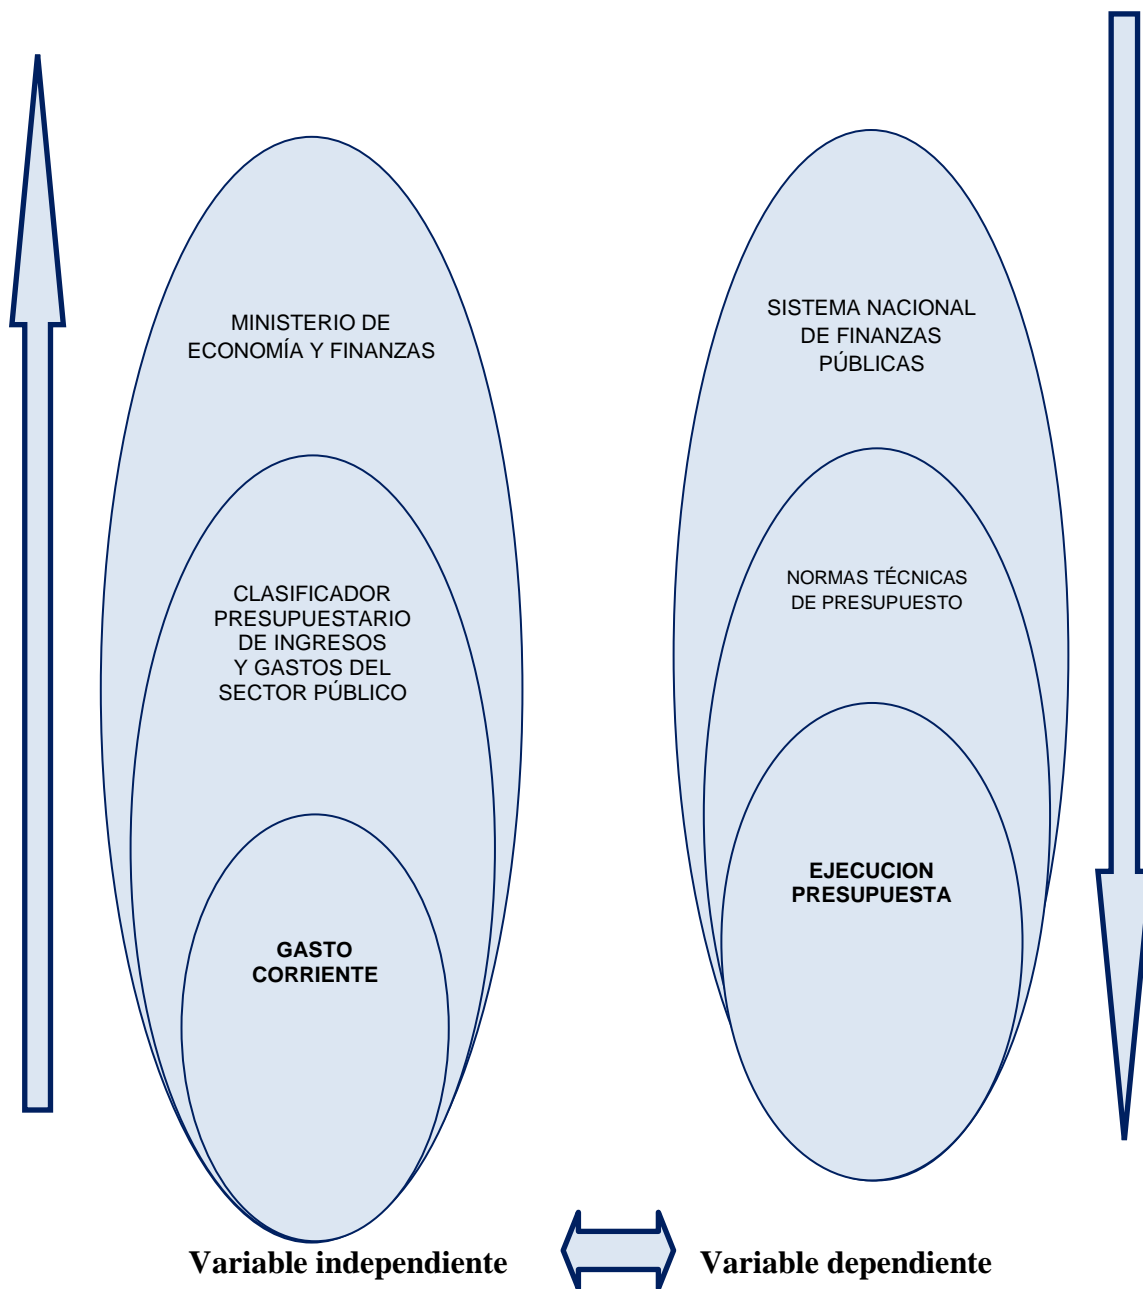 MINISTERIO DE
ECONOMÍA Y FINANZAS
CLASIFICADOR
PRESUPUESTARIO
DE INGRESOS
Y GASTOS DEL
SECTOR PÚBLICO
GASTO
CORRIENTE
SISTEMA NACIONAL
DE FINANZAS
PÚBLICAS
NORMAS TÉCNICAS
DE PRESUPUESTO
EJECUCION
PRESUPUESTA
Variable independiente
Variable dependiente